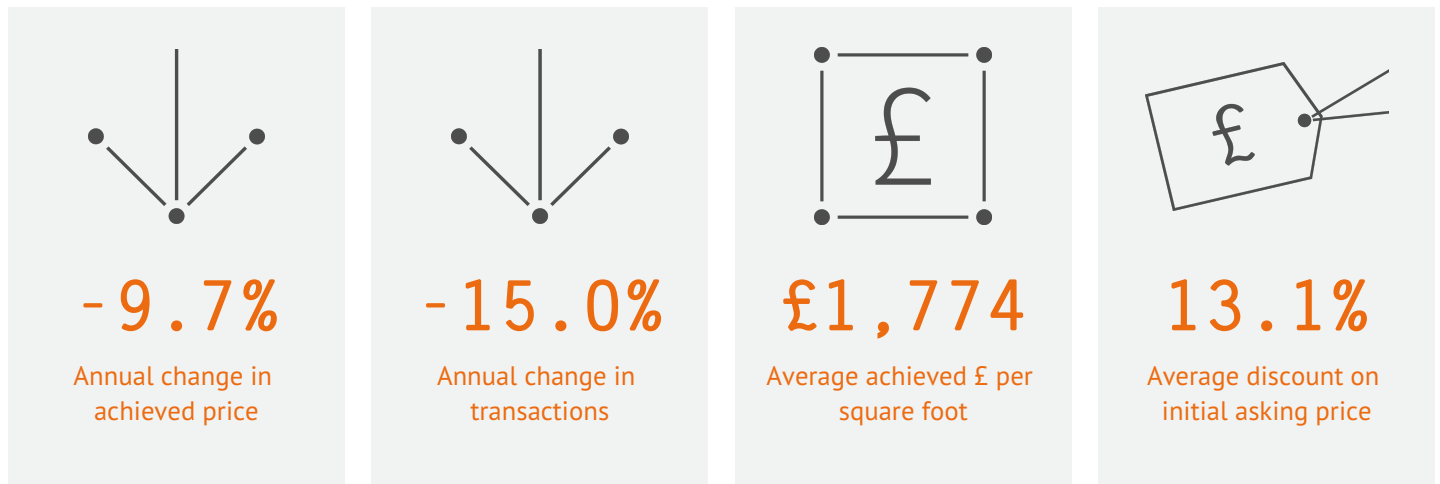 £
£
-9.7%
Annual change in
achieved price
-15.0%
Annual change in
transactions
£1,774
Average achieved £ per
square foot
13.1%
Average discount on
initial asking price